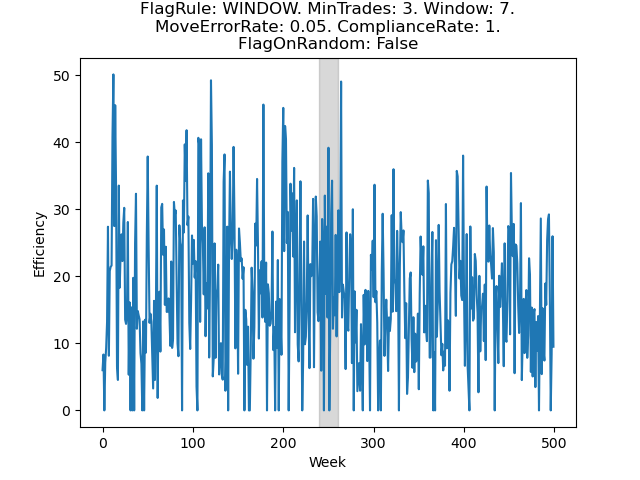 FlagRule: WINDOW. MinTrades: 3. Window: 7.
MoveErrorRate: 0.05. ComplianceRate: 1.
FlagOnRandom: False
50
40
30
20
10
0
Efficiency
0 100 200 300 400 500
Week